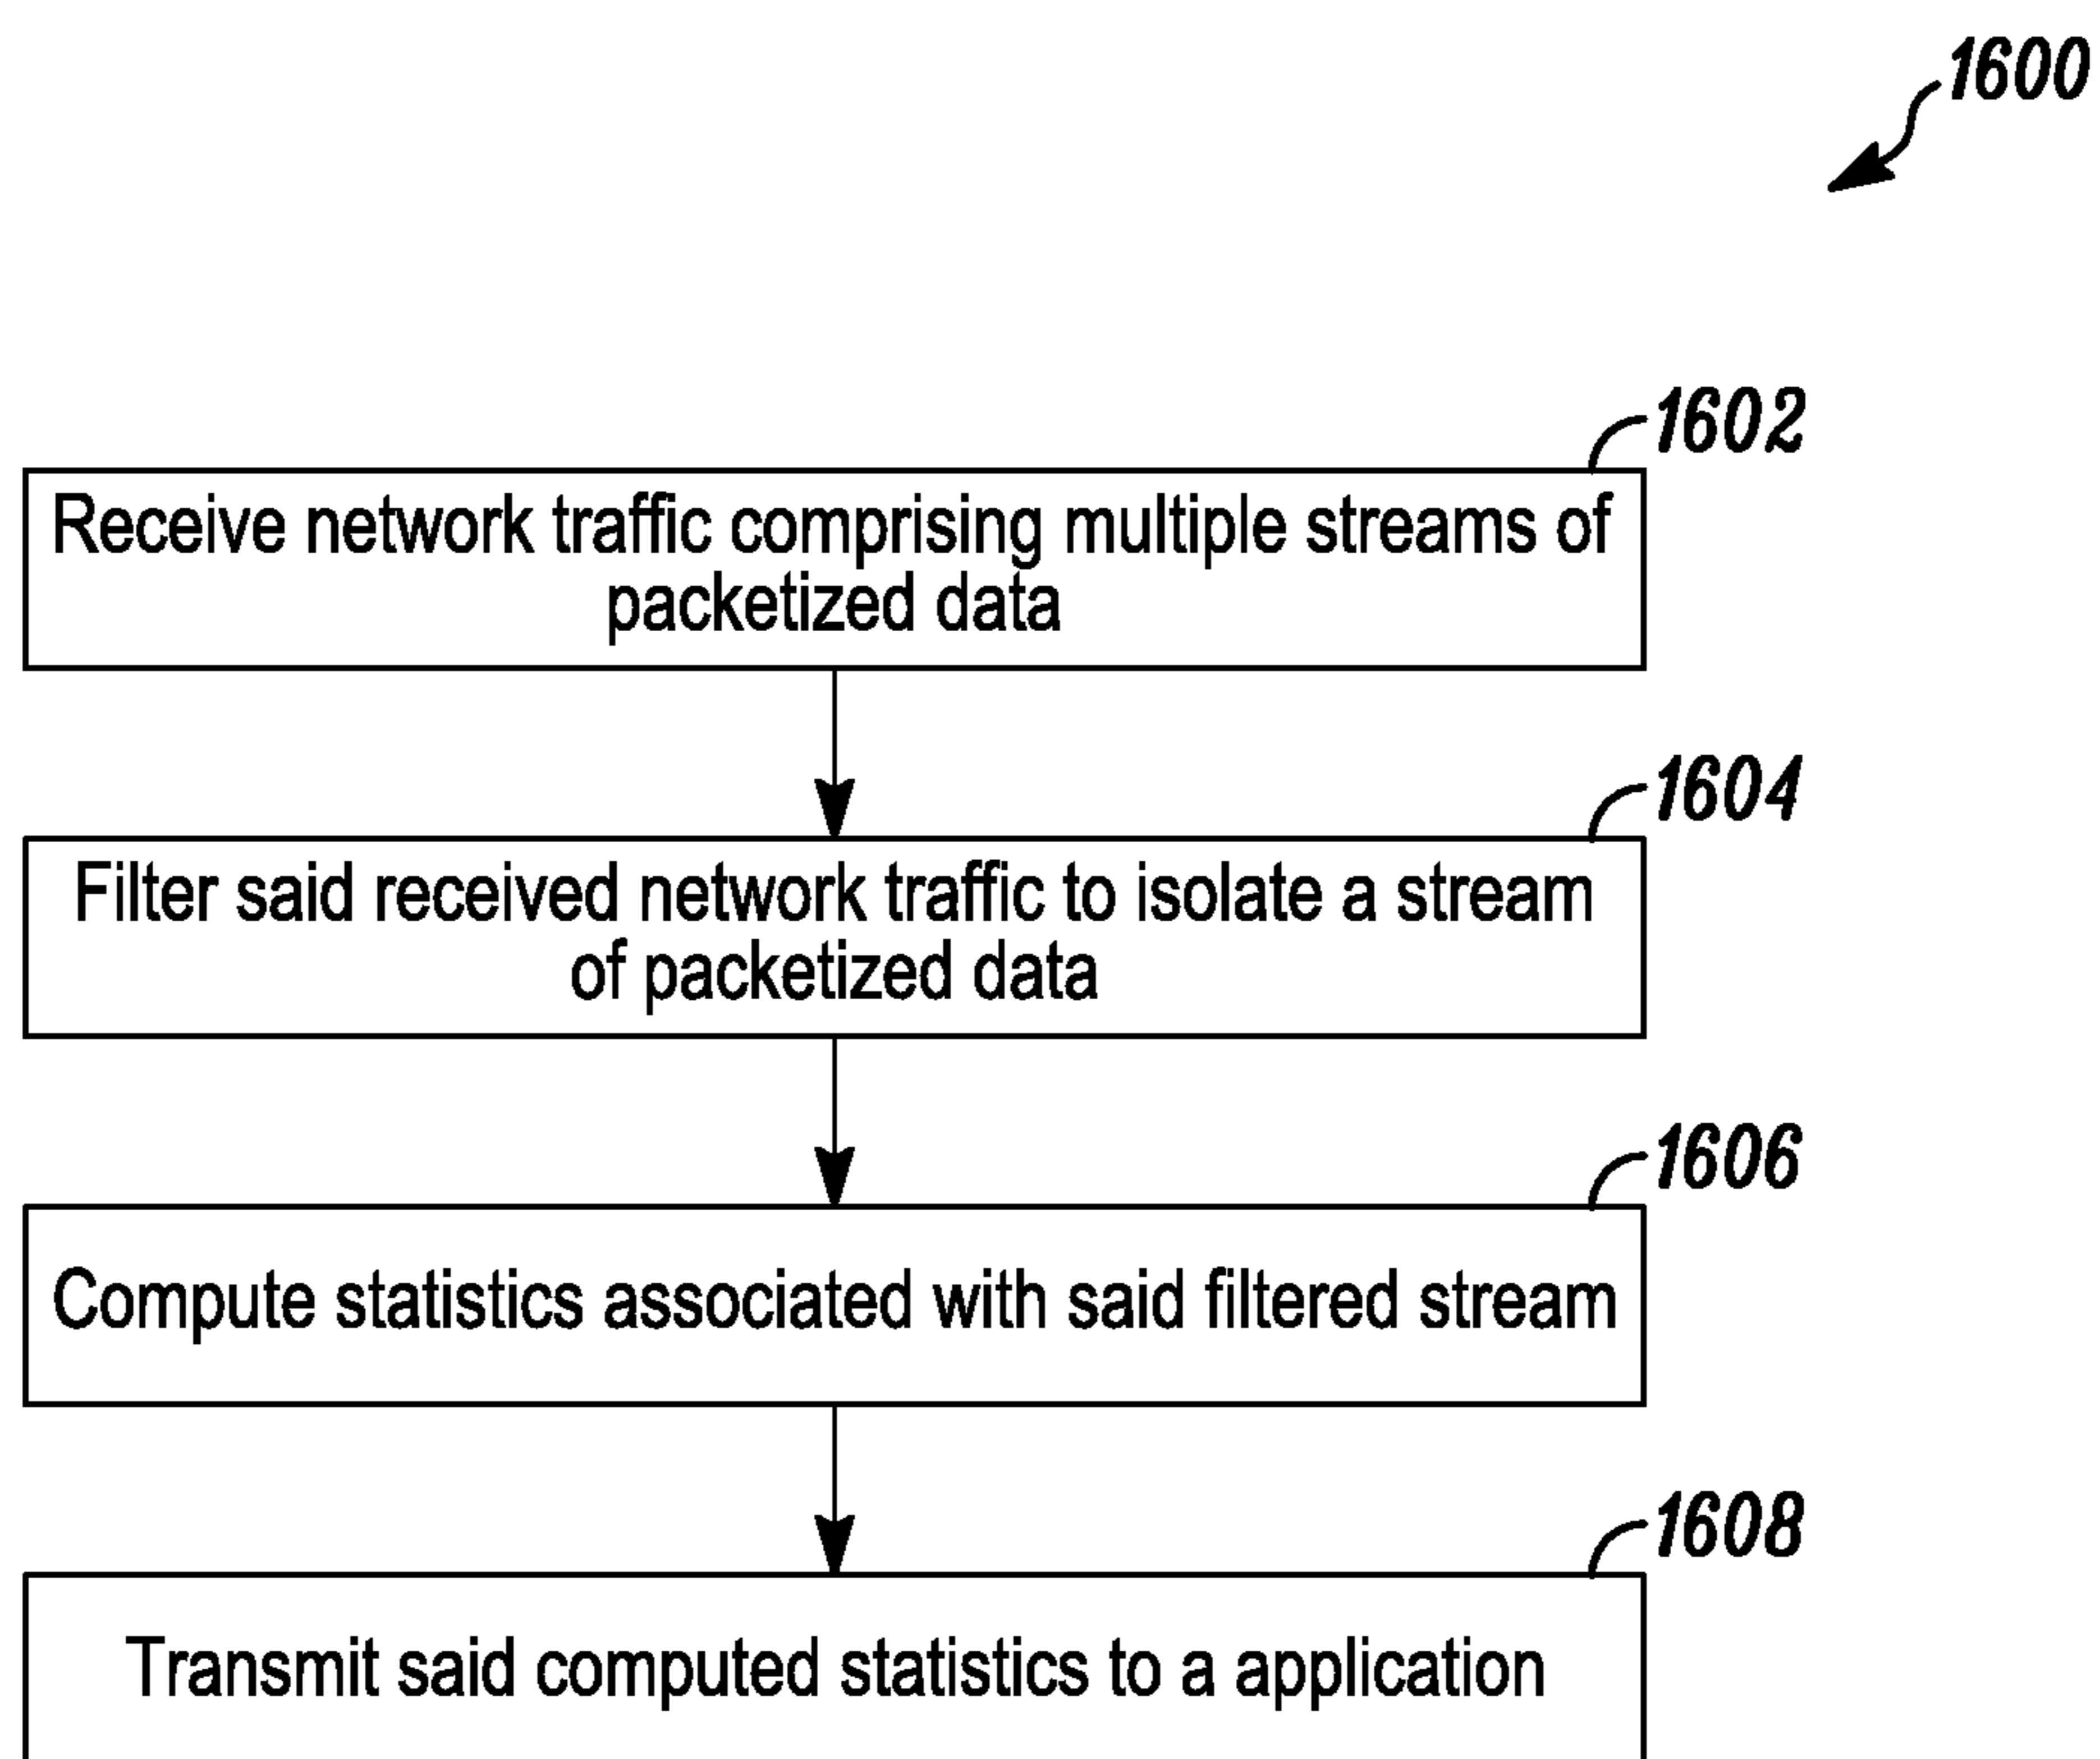 1600
1602
Receive network traffic comprising multiple streams of
packetized data
1604
Filter said received network traffic to isolate a stream
of packetized data
1606
Compute statistics associated with said filtered stream
1608
Transmit said computed statistics to a application